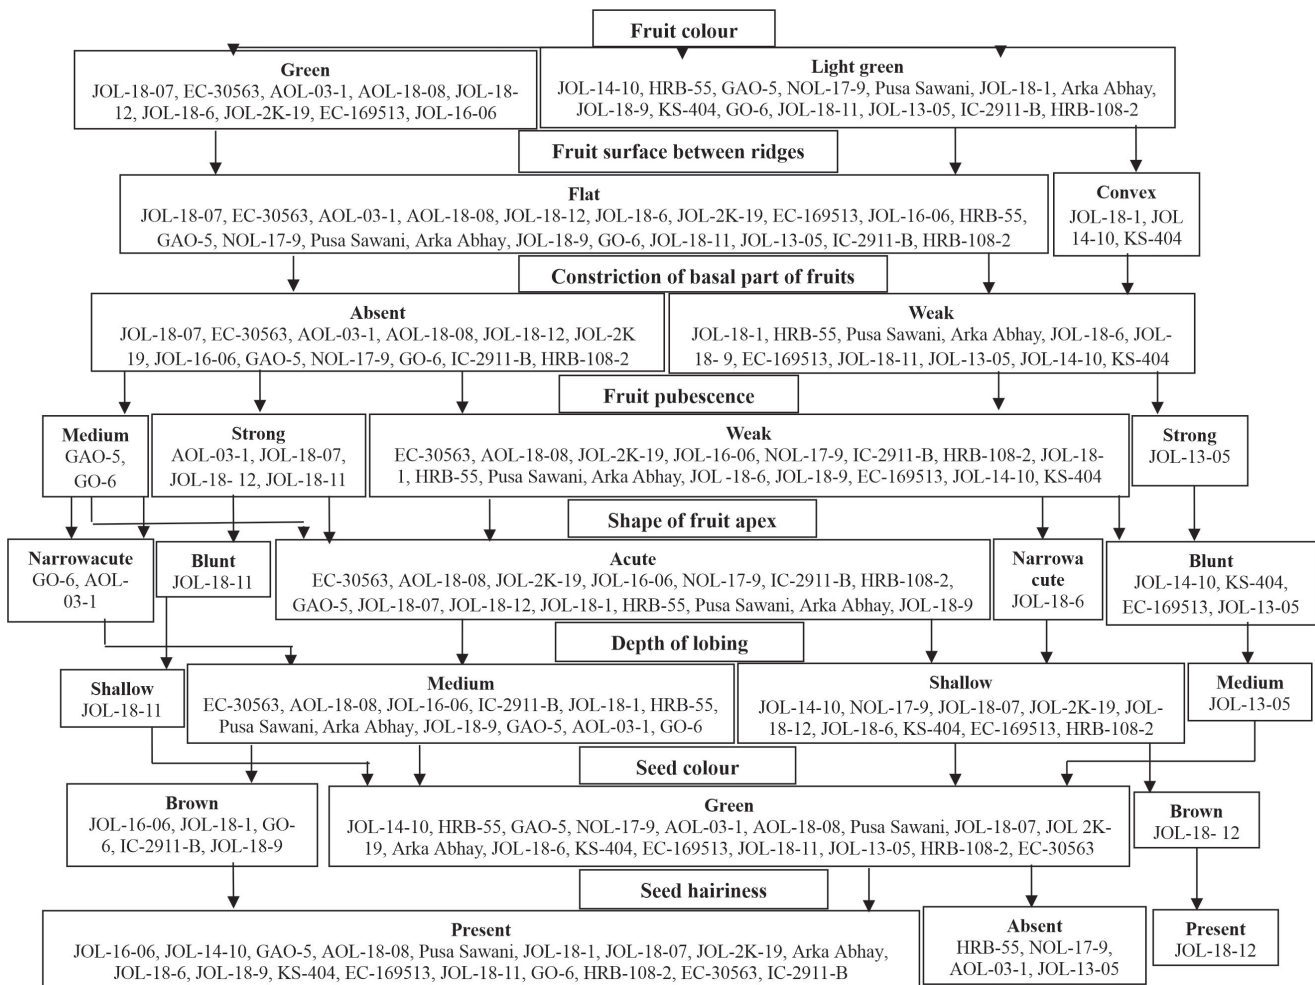 Fruit colour
Green
JOL-18-07, EC-30563, AOL-03-1, AOL-18-08, JOL-18-
12, JOL-18-6, JOL-2K-19, EC-169513, JOL-16-06
Light green
JOL-14-10, HRB-55, GAO-5, NOL-17-9, Pusa Sawani, JOL-18-1, Arka Abhay,
JOL-18-9, KS-404, GO-6, JOL-18-11, JOL-13-05, IC-2911-B, HRB-108-2
Fruit surface between ridges
Flat
JOL-18-07, EC-30563, AOL-03-1, AOL-18-08, JOL-18-12, JOL-18-6, JOL-2K-19, EC-169513, JOL-16-06, HRB-55,
GAO-5, NOL-17-9, Pusa Sawani, Arka Abhay, JOL-18-9, GO-6, JOL-18-11, JOL-13-05, IC-2911-B, HRB-108-2
Convex
JOL-18-1, JOL
14-10, KS-404
Constriction of basal part of fruits
Absent
JOL-18-07, EC-30563, AOL-03-1, AOL-18-08, JOL-18-12, JOL-2K
19, JOL-16-06, GAO-5, NOL-17-9, GO-6, IC-2911-B, HRB-108-2
Weak
JOL-18-1, HRB-55, Pusa Sawani, Arka Abhay, JOL-18-6, JOL-
18- 9, EC-169513, JOL-18-11, JOL-13-05, JOL-14-10, KS-404
Fruit pubescence
Medium
GAO-5,
GO-6
Strong
AOL-03-1, JOL-18-07,
JOL-18- 12, JOL-18-11
Weak
EC-30563, AOL-18-08, JOL-2K-19, JOL-16-06, NOL-17-9, IC-2911-B, HRB-108-2, JOL-18-
1, HRB-55, Pusa Sawani, Arka Abhay, JOL -18-6, JOL-18-9, EC-169513, JOL-14-10, KS-404
Strong
JOL-13-05
Shape of fruit apex
Narrowacute
GO-6, AOL-
03-1
Blunt
JOL-18-11
Acute
EC-30563, AOL-18-08, JOL-2K-19, JOL-16-06, NOL-17-9, IC-2911-B, HRB-108-2,
GAO-5, JOL-18-07, JOL-18-12, JOL-18-1, HRB-55, Pusa Sawani, Arka Abhay, JOL-18-9
Narrowa
cute
JOL-18-6
Blunt
JOL-14-10, KS-404,
EC-169513, JOL-13-05
Depth of lobing
Shallow
JOL-18-11
Medium
EC-30563, AOL-18-08, JOL-16-06, IC-2911-B, JOL-18-1, HRB-55,
Pusa Sawani, Arka Abhay, JOL-18-9, GAO-5, AOL-03-1, GO-6
Shallow
JOL-14-10, NOL-17-9, JOL-18-07, JOL-2K-19, JOL-
18-12, JOL-18-6, KS-404, EC-169513, HRB-108-2
Medium
JOL-13-05
Seed colour
Brown
JOL-16-06, JOL-18-1, GO-
6, IC-2911-B, JOL-18-9
Green
JOL-14-10, HRB-55, GAO-5, NOL-17-9, AOL-03-1, AOL-18-08, Pusa Sawani, JOL-18-07, JOL 2K-
19, Arka Abhay, JOL-18-6, KS-404, EC-169513, JOL-18-11, JOL-13-05, HRB-108-2, EC-30563
Brown
JOL-18- 12
Seed hairiness
Present
JOL-16-06, JOL-14-10, GAO-5, AOL-18-08, Pusa Sawani, JOL-18-1, JOL-18-07, JOL-2K-19, Arka Abhay,
JOL-18-6, JOL-18-9, KS-404, EC-169513, JOL-18-11, GO-6, HRB-108-2, EC-30563, IC-2911-B
Absent
HRB-55, NOL-17-9,
AOL-03-1, JOL-13-05
Present
JOL-18-12